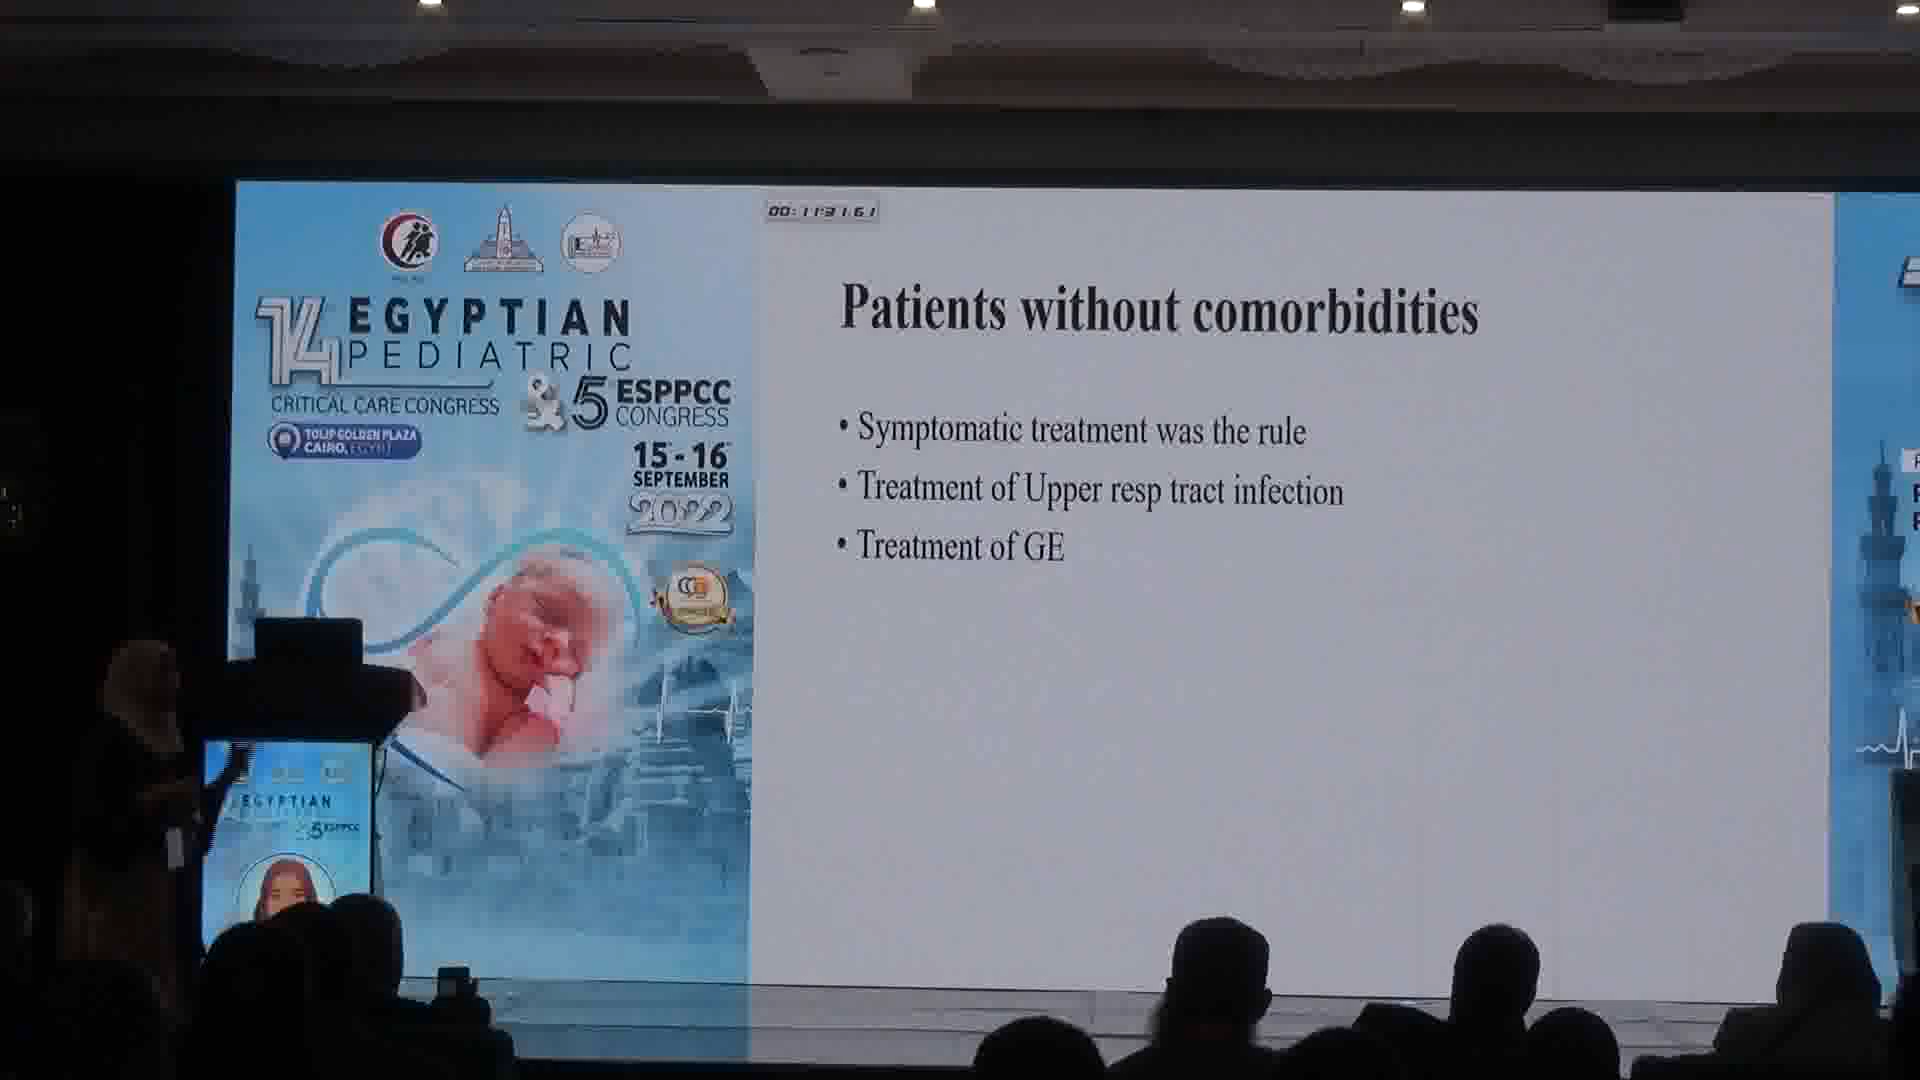 00:11:31.61
14 EGYPTIAN
PEDIATRIC
CRITICAL CARE CONGRESS
& 5 ESPPCC
CONGRESS
TOLIP GOLDEN PLAZA
CAIRO, EGYPT
15 - 16
SEPTEMBER
2022
Patients without comorbidities
• Symptomatic treatment was the rule
• Treatment of Upper resp tract infection
• Treatment of GE
EGYPTIAN
5 ESPPCC